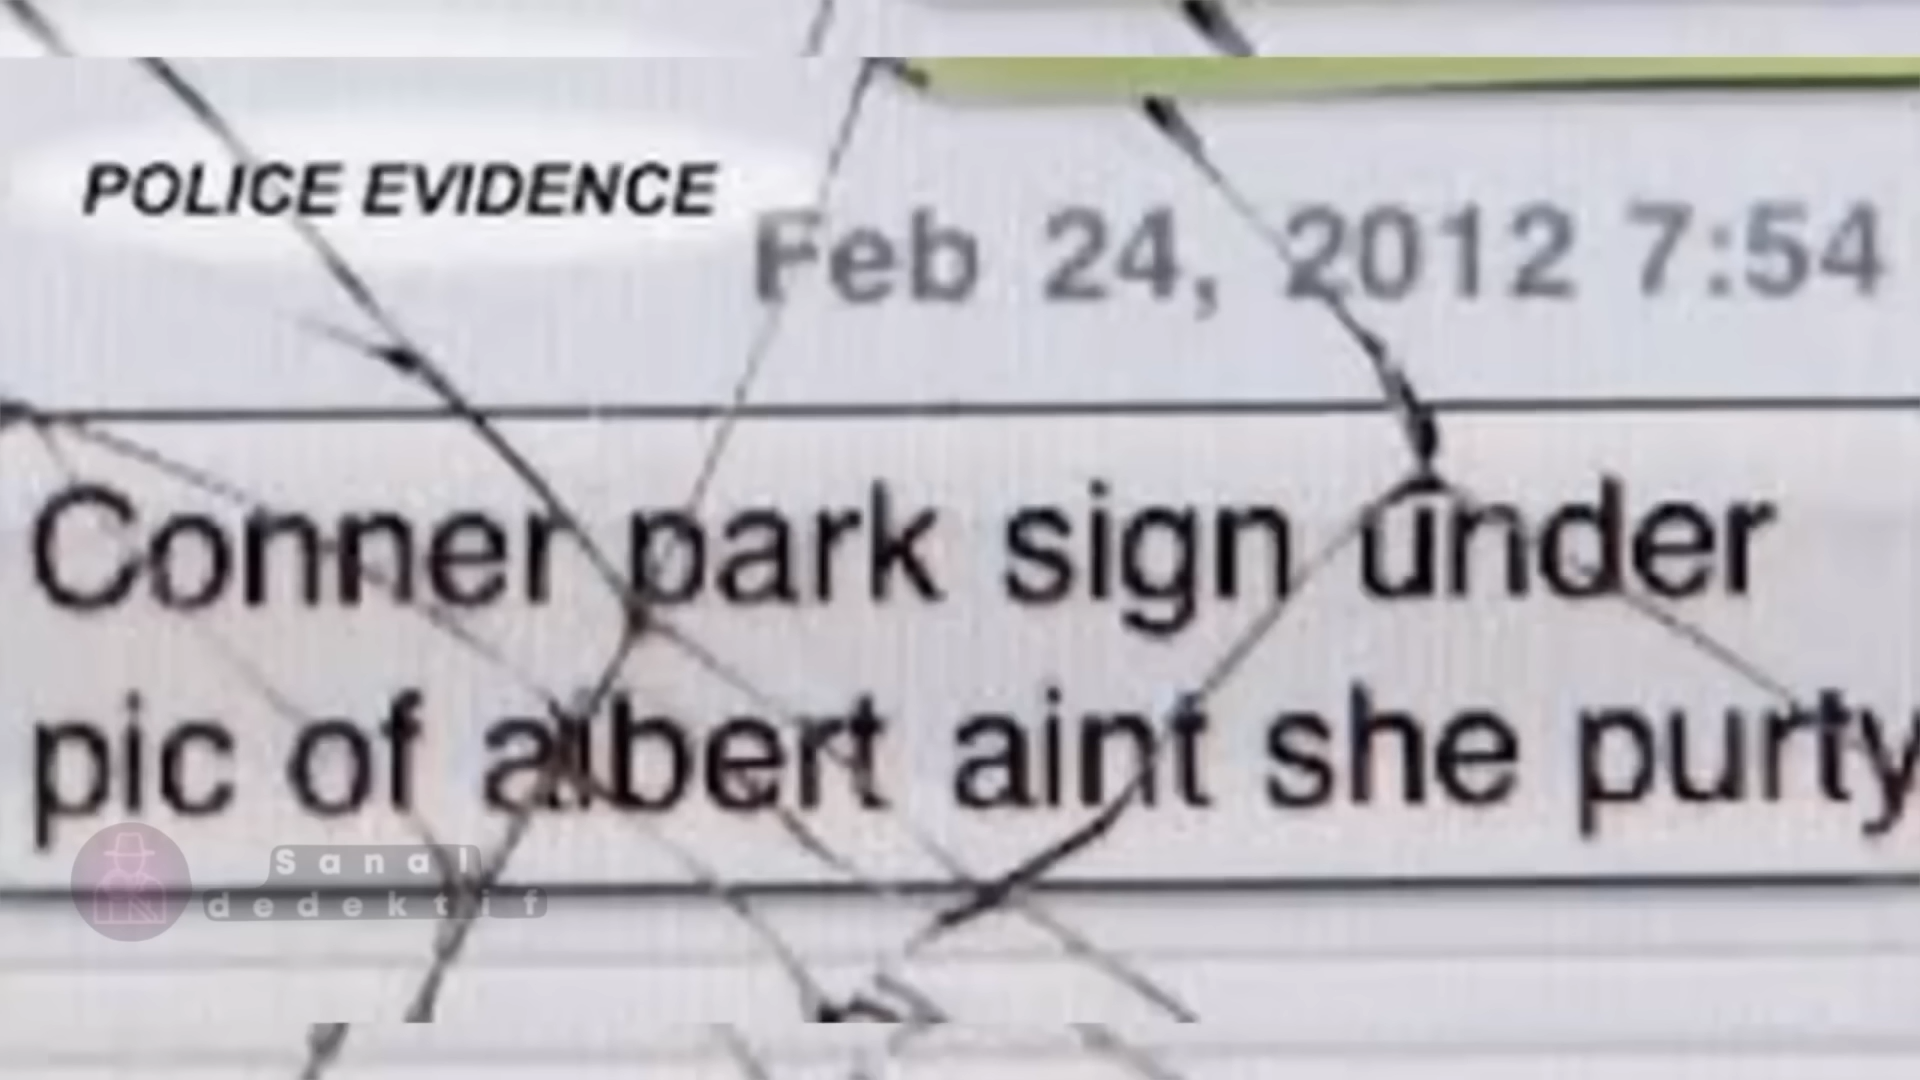 POLICE EVIDENCE
Feb 24, 2012 7:54
Conner park sign under
pic of albert aint she purty
Sanal
dedektif